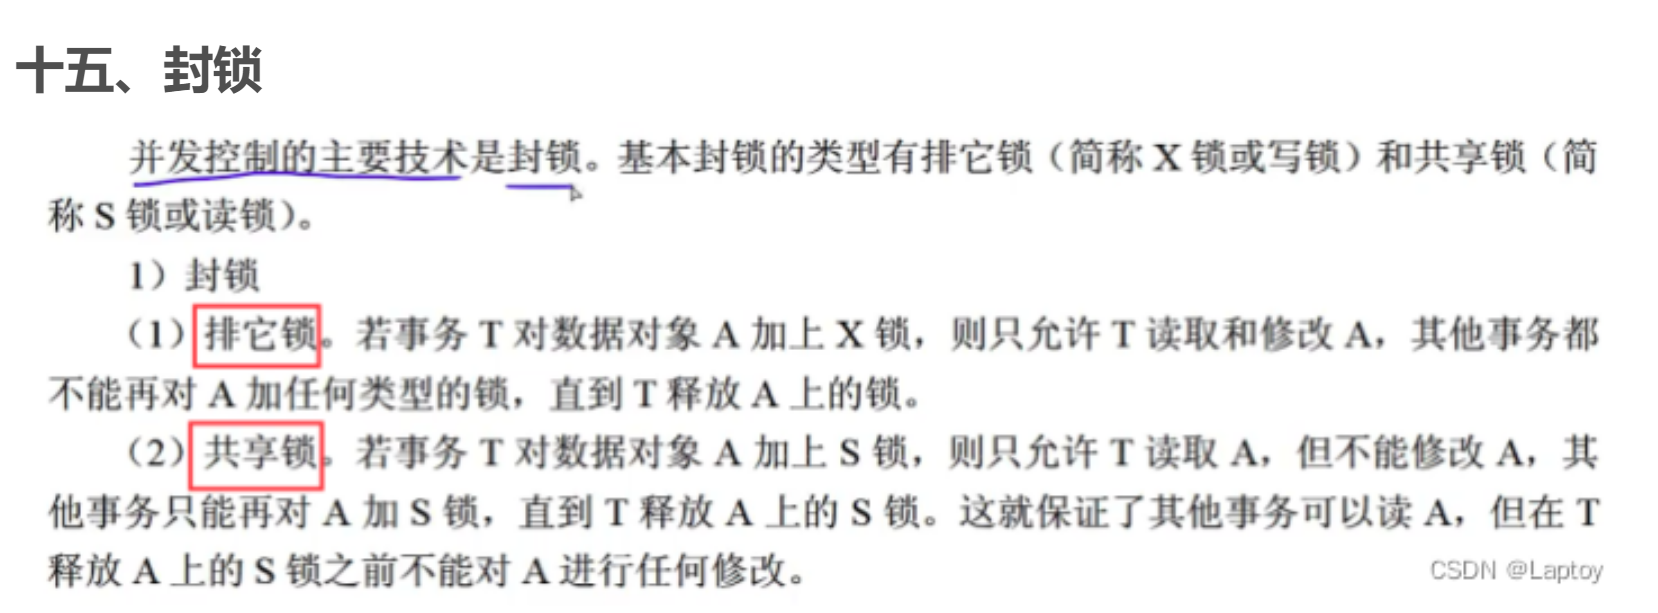 十五、封锁
并发控制的主要技术是封锁。基本封锁的类型有排它锁（简称 X 锁或写锁）和共享锁（简
称 S 锁或读锁）。
1）封锁
（1）排它锁。若事务 T 对数据对象 A 加上 X 锁，则只允许 T 读取和修改 A，其他事务都
不能再对 A 加任何类型的锁，直到 T 释放 A 上的锁。
（2）共享锁。若事务 T 对数据对象 A 加上 S 锁，则只允许 T 读取 A，但不能修改 A，其
他事务只能再对 A 加 S 锁，直到 T 释放 A 上的 S 锁。这就保证了其他事务可以读 A，但在 T
释放 A 上的 S 锁之前不能对 A 进行任何修改。
CSDN @Laptoy